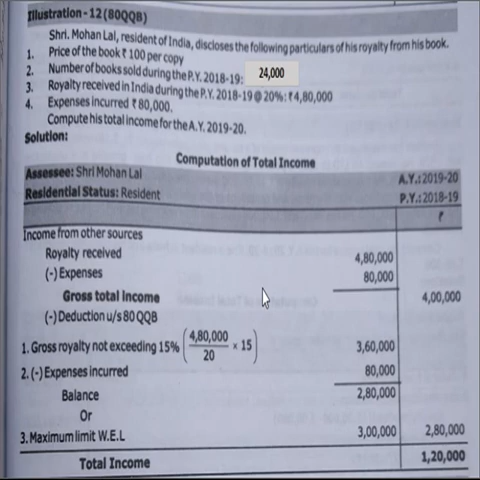 Illustration - 12 (80QQB)
Shri. Mohan Lal, resident of India, discloses the following particulars of his royalty from his book.
1. Price of the book ₹ 100 per copy
2. Number of books sold during the P.Y. 2018-19: 24,000
3. Royalty received in India during the P.Y. 2018-19 @ 20%: ₹4,80,000
4. Expenses incurred ₹ 80,000.
Compute his total income for the A.Y. 2019-20.
Solution:
Computation of Total Income
Assessee: Shri Mohan Lal A.Y.: 2019-20
Residential Status: Resident P.Y.: 2018-19
₹
Income from other sources
Royalty received 4,80,000
(-) Expenses 80,000
Gross total income 4,00,000
(-) Deduction u/s 80 QQB
1. Gross royalty not exceeding 15% (4,80,000/20 × 15) 3,60,000
2. (-) Expenses incurred 80,000
Balance 2,80,000
Or
3. Maximum limit W.E.L 3,00,000 2,80,000
Total Income 1,20,000